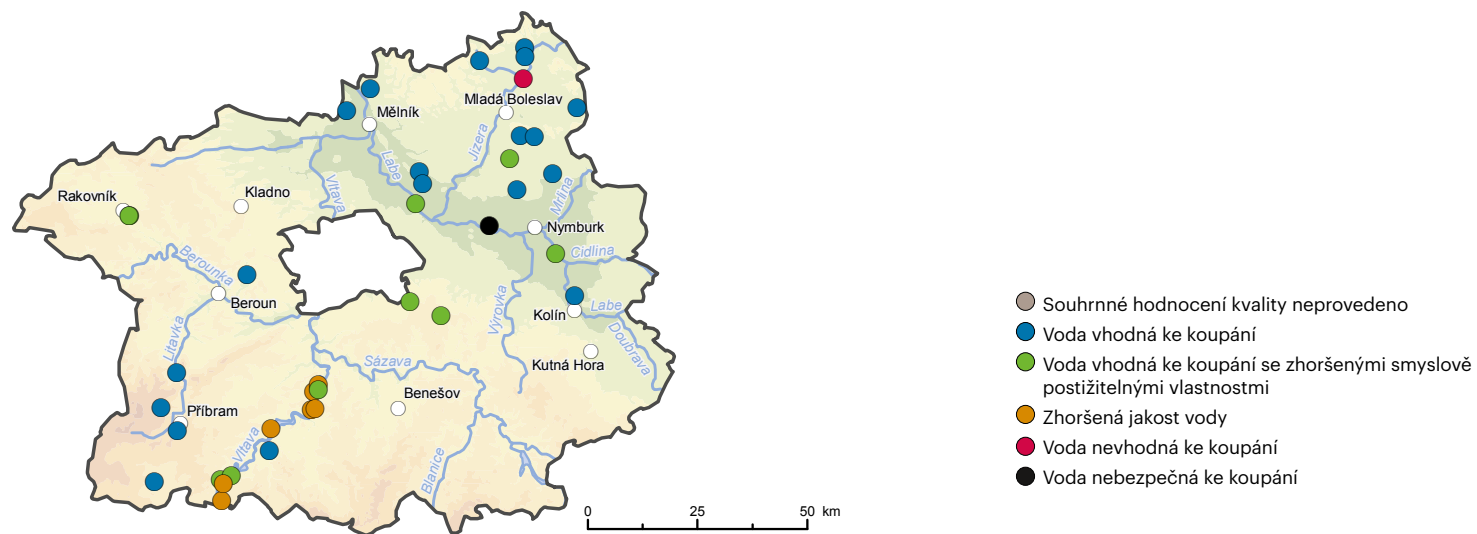 Mělník
Mladá Boleslav
Jizera
Labe
Vltava
Rakovník
Kladno
Mrlina
Nymburk
Cidlina
Berounka
Beroun
Výrovka
Labe
Kolín
Doubrava
Litavka
Sázava
Kutná Hora
Benešov
Příbram
Vltava
Blanice
0 25 50 km
Souhrnné hodnocení kvality neprovedeno
Voda vhodná ke koupání
Voda vhodná ke koupání se zhoršenými smyslově
postižitelnými vlastnostmi
Zhoršená jakost vody
Voda nevhodná ke koupání
Voda nebezpečná ke koupání